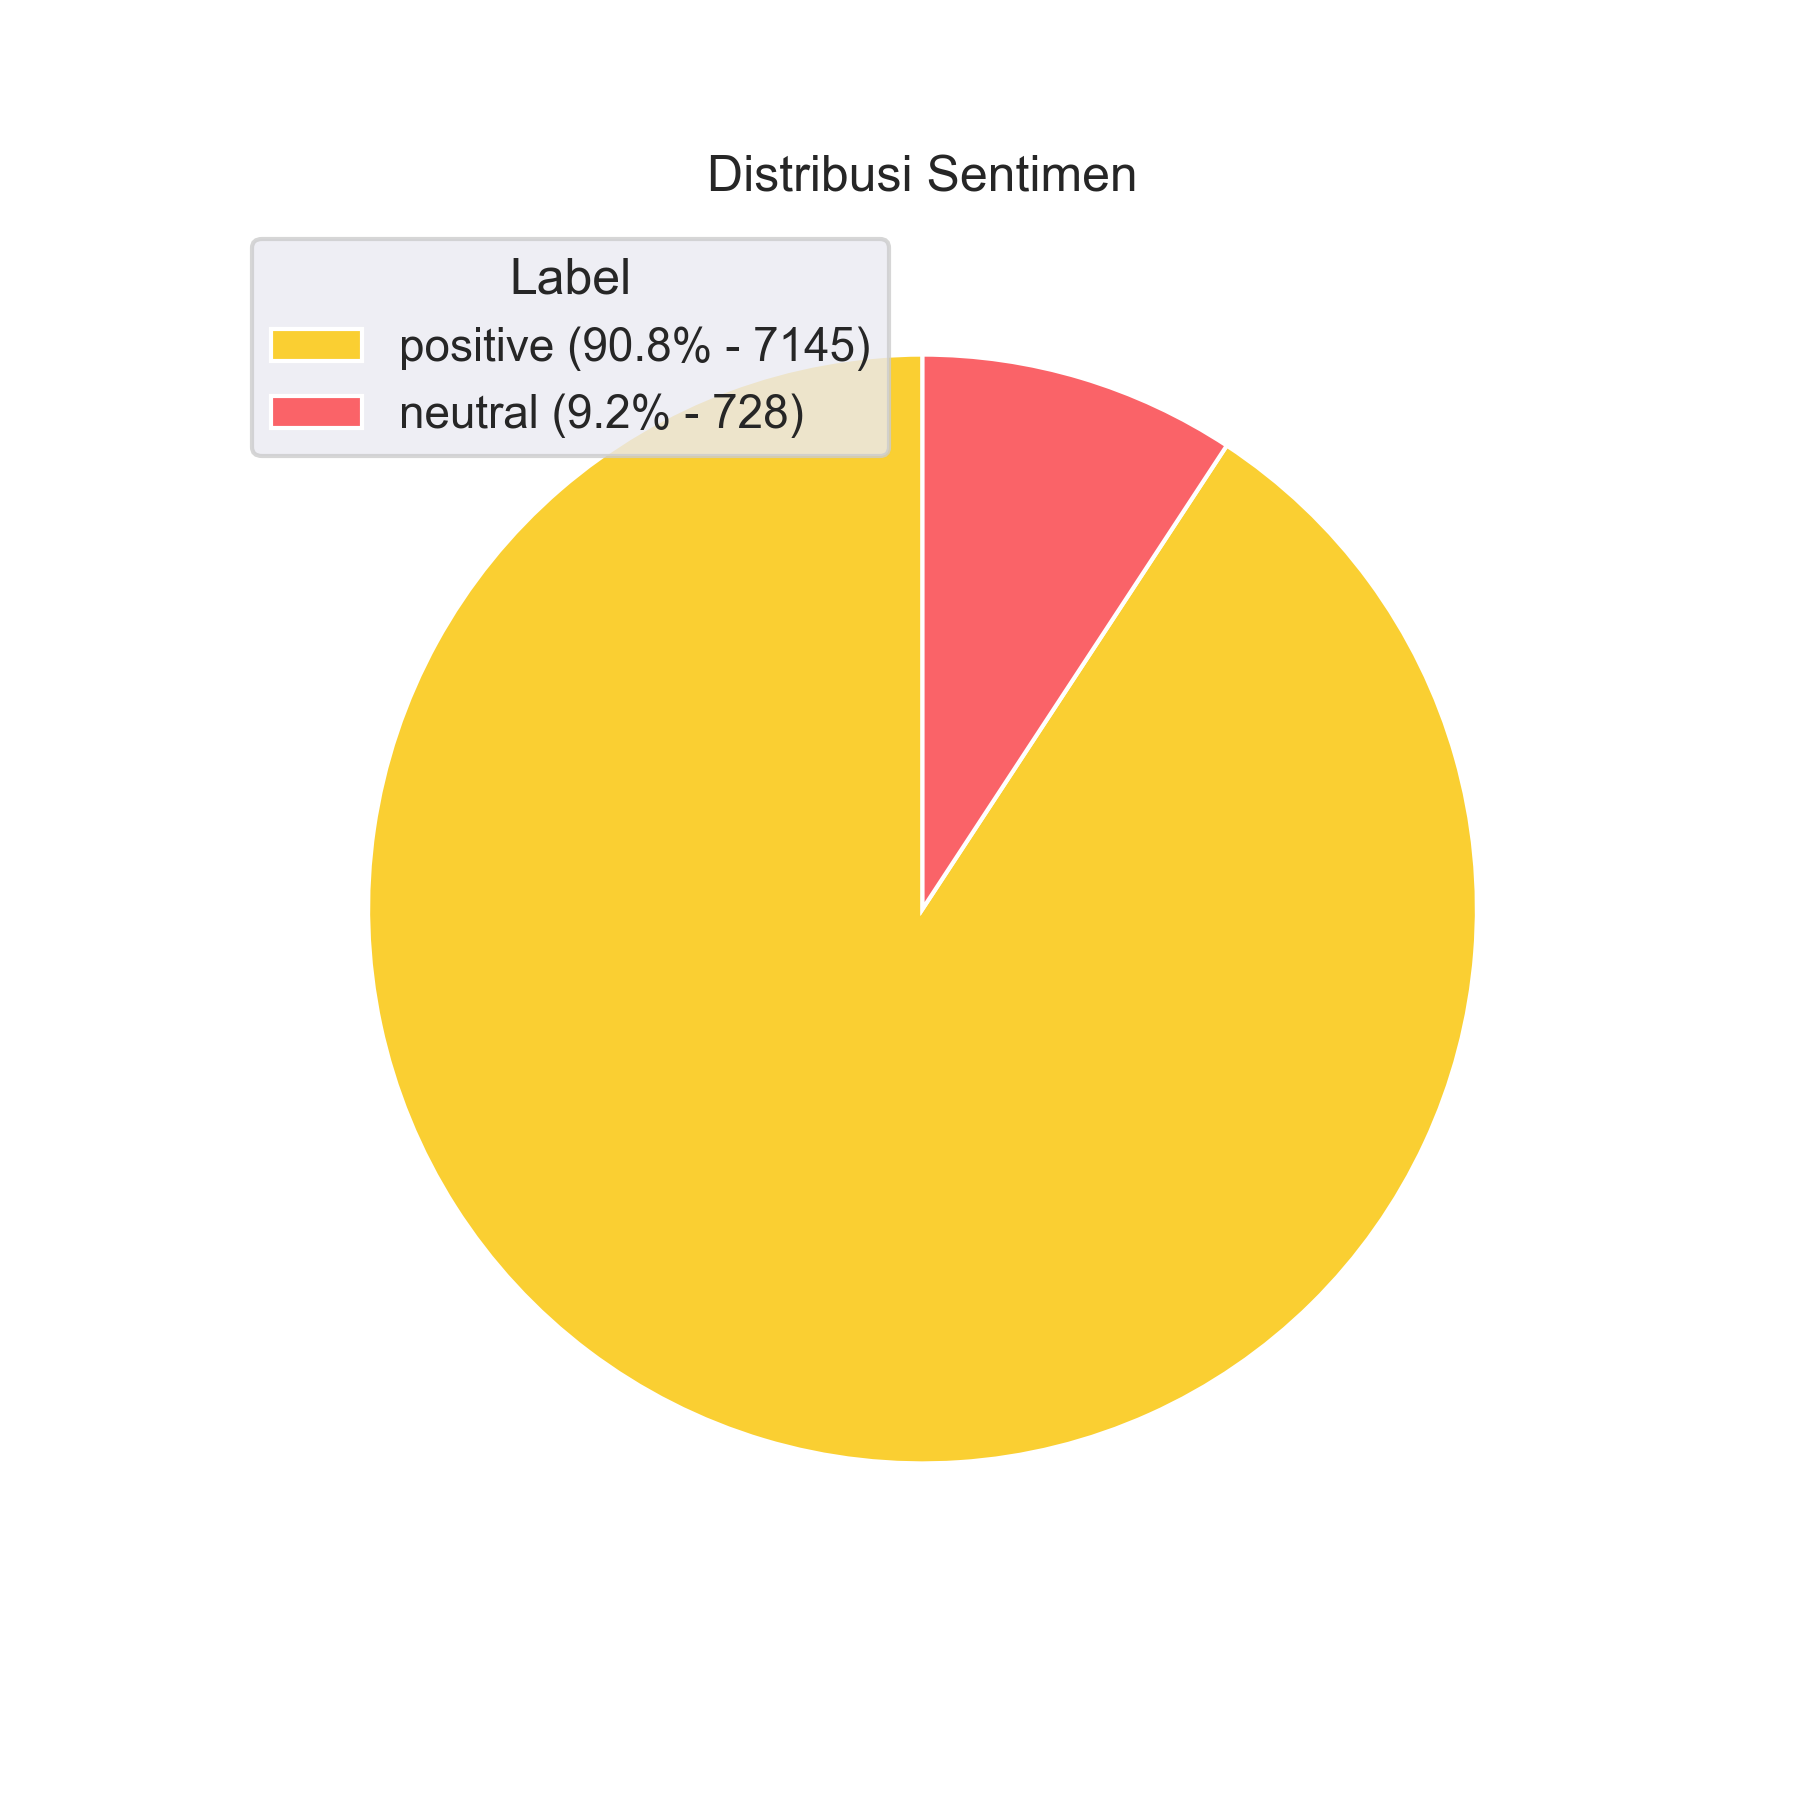 Distribusi Sentimen
Label
positive (90.8% - 7145)
neutral (9.2% - 728)